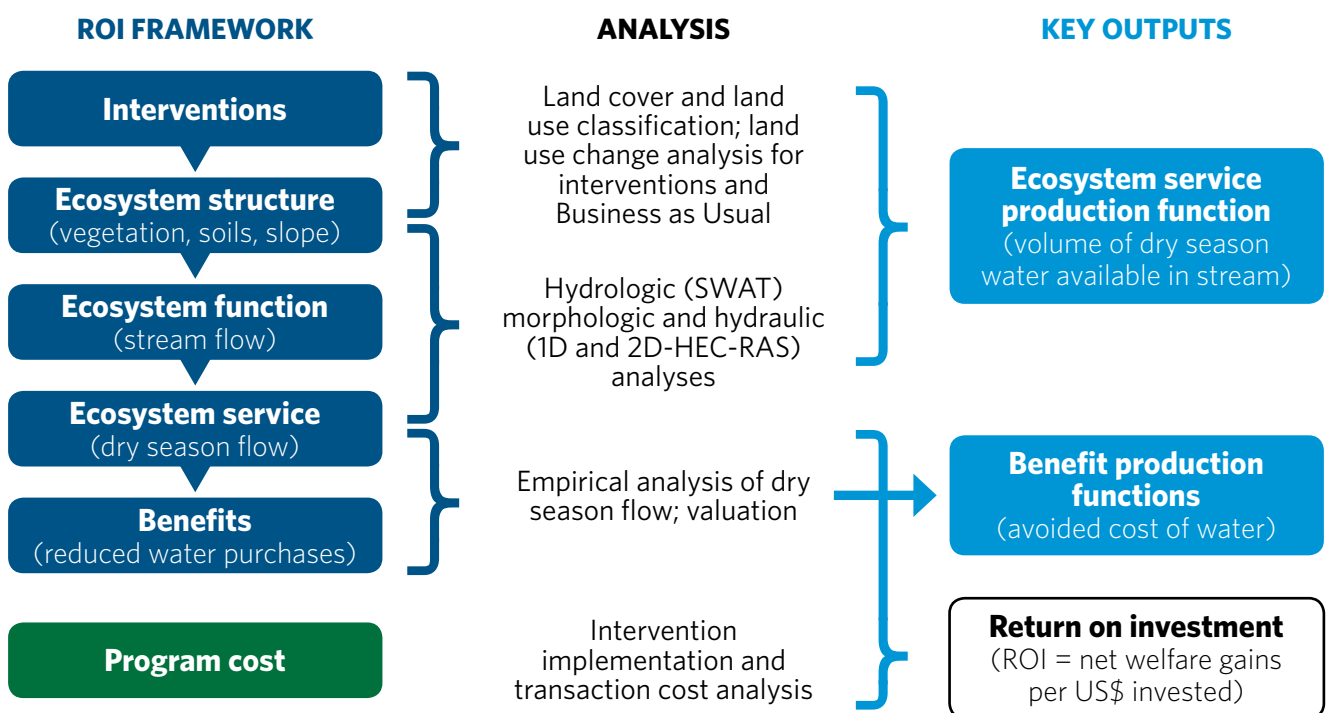 ROI FRAMEWORK
Interventions
Ecosystem structure
(vegetation, soils, slope)
Ecosystem function
(stream flow)
Ecosystem service
(dry season flow)
Benefits
(reduced water purchases)
Program cost
ANALYSIS
Land cover and land
use classification; land
use change analysis for
interventions and
Business as Usual
Hydrologic (SWAT)
morphologic and hydraulic
(1D and 2D-HEC-RAS)
analyses
Empirical analysis of dry
season flow; valuation
Intervention
implementation and
transaction cost analysis
KEY OUTPUTS
Ecosystem service
production function
(volume of dry season
water available in stream)
Benefit production
functions
(avoided cost of water)
Return on investment
(ROI = net welfare gains
per US$ invested)